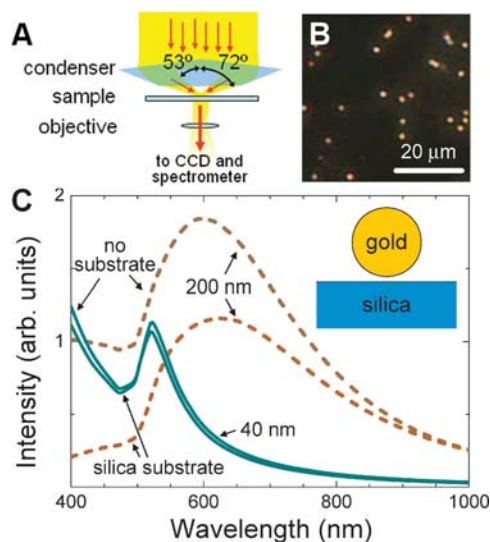 A
53º 72º
condenser
sample
objective
to CCD and
spectrometer
B
20 μm
C
Intensity (arb. units)
2
1
no
substrate
200 nm
40 nm
silica substrate
gold
silica
400 600 800 1000
Wavelength (nm)